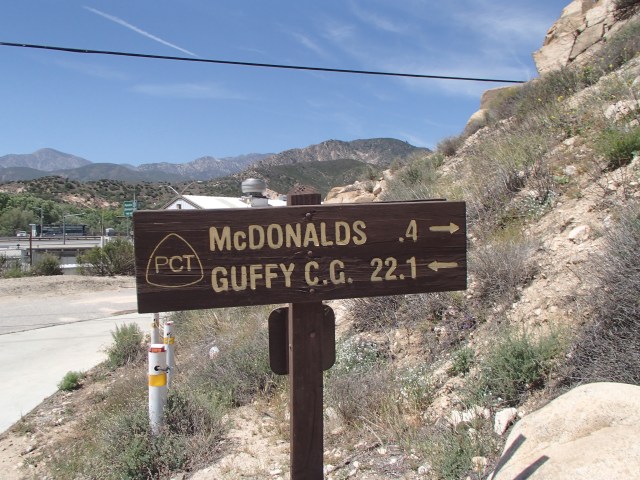 PCT
McDONALDS .4 →
GUFFY C.G. 22.1 ←